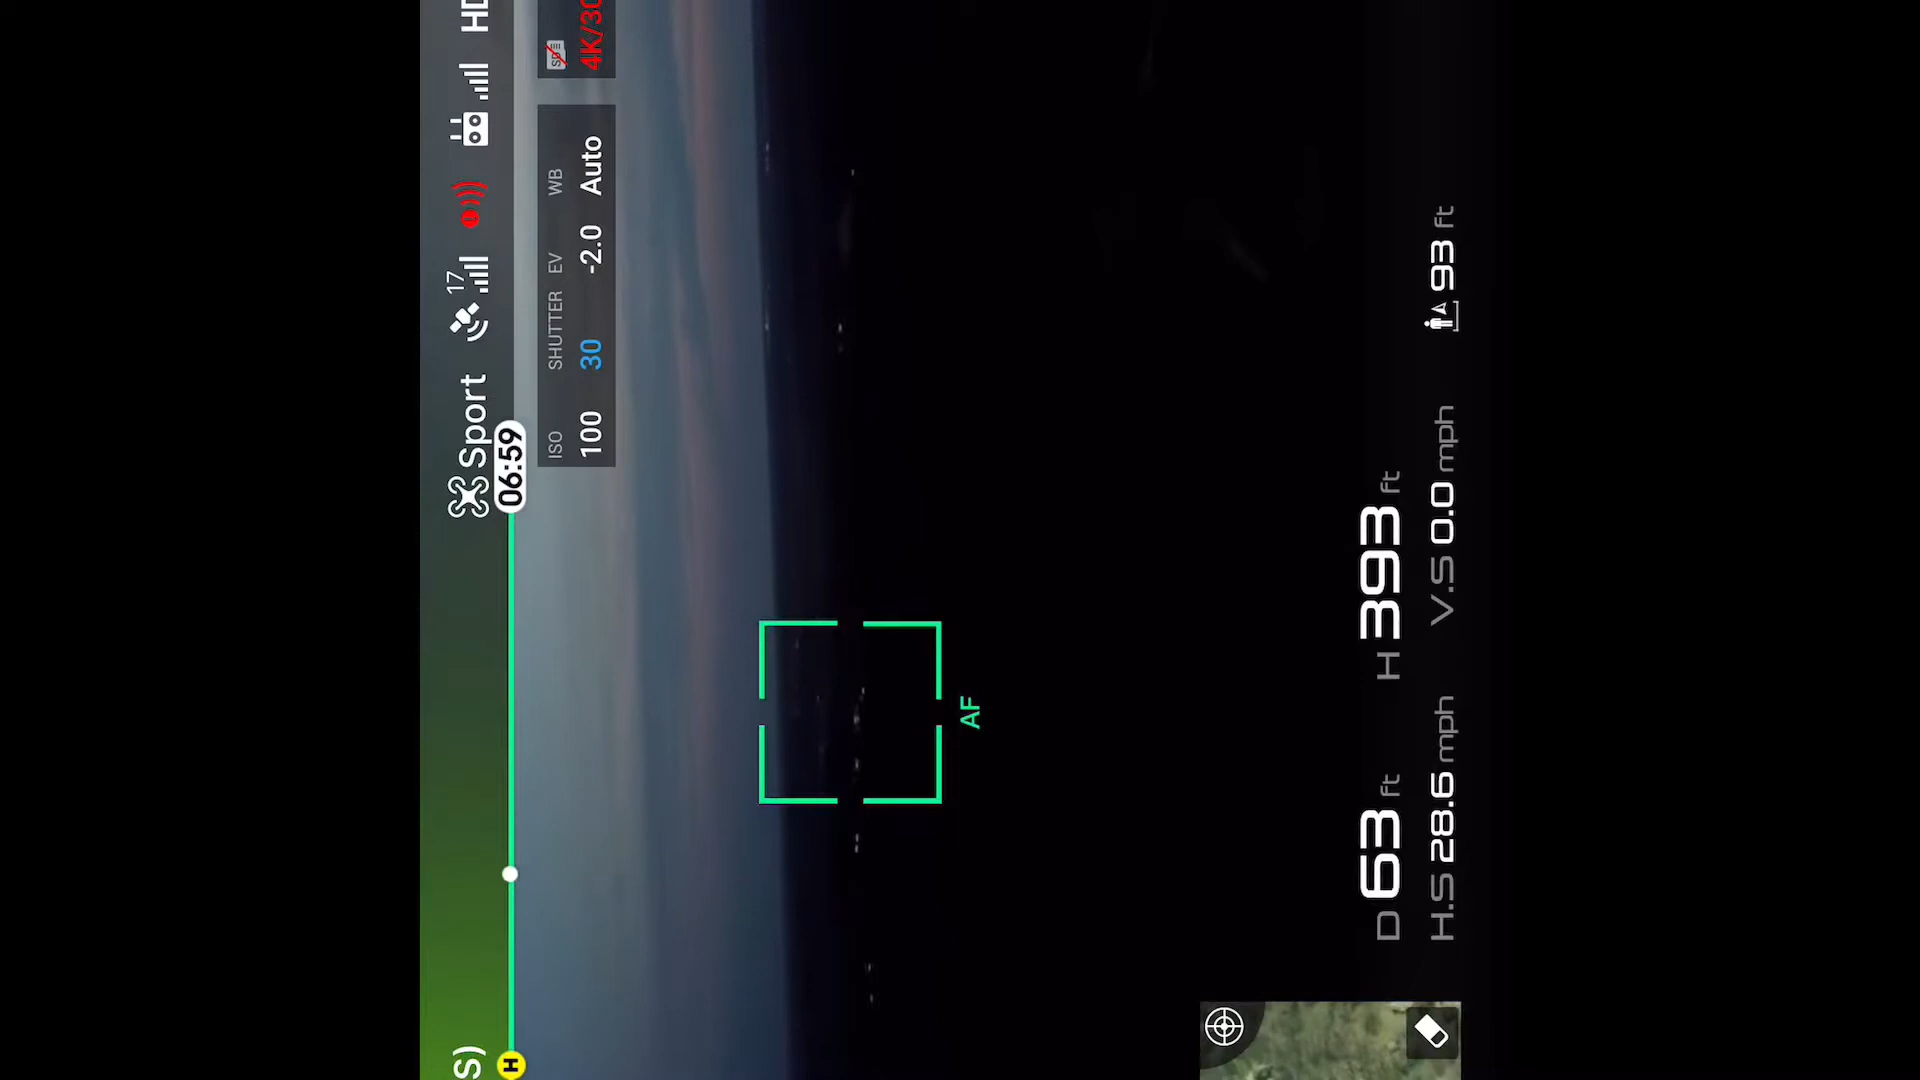 S)
Sport
17
HD
H
06:59
ISO
100
SHUTTER
30
EV
-2.0
WB
Auto
SD
4K/30
AF
D 63 ft
H 393 ft
H.S 28.6 mph
V.S 0.0 mph
93 ft